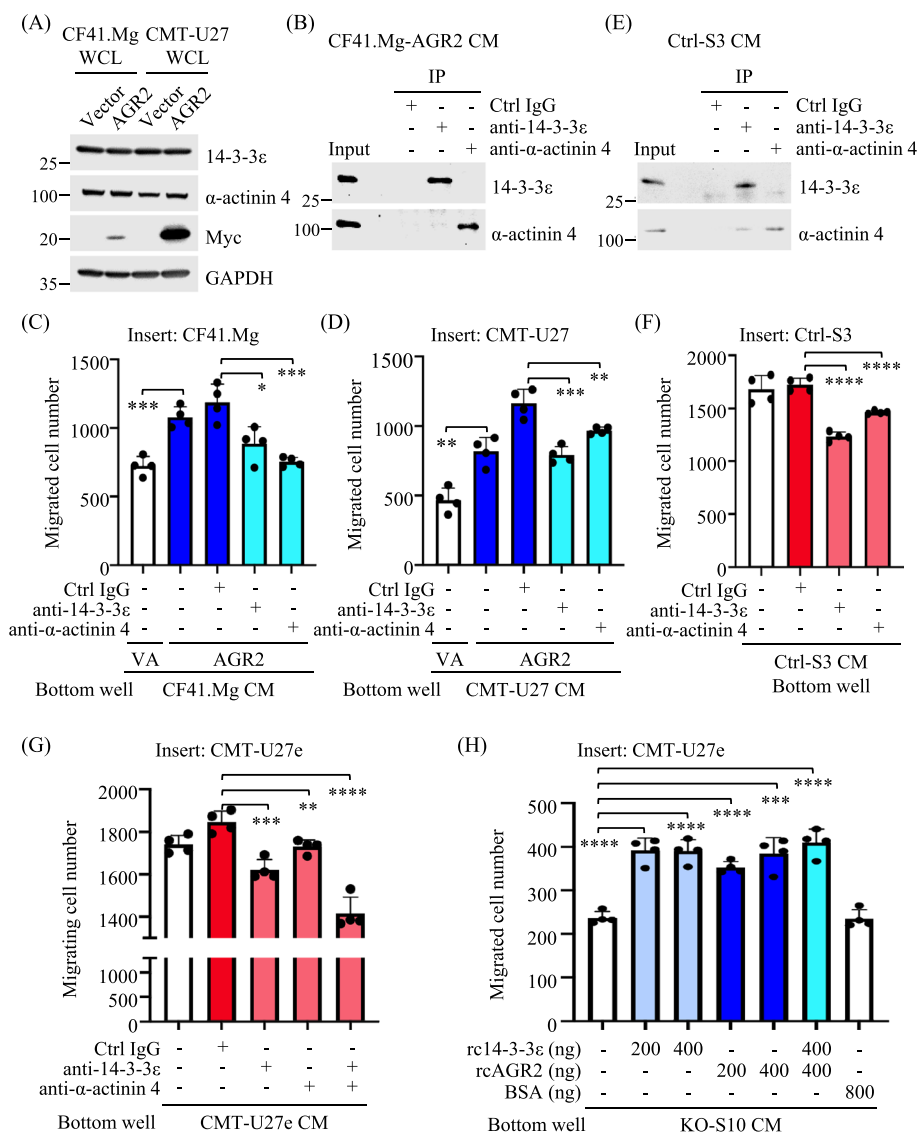 (A)
CF41.Mg CMT-U27
WCL WCL
Vector AGR2 Vector AGR2
25 14-3-3ε
100 α-actinin 4
20 Myc
35 GAPDH
(B)
CF41.Mg-AGR2 CM
IP
+ - - Ctrl IgG
- + - anti-14-3-3ε
Input - - + anti-α-actinin 4
25 14-3-3ε
100 α-actinin 4
(E)
Ctrl-S3 CM
IP
+ - - Ctrl IgG
- + - anti-14-3-3ε
Input - - + anti-α-actinin 4
25 14-3-3ε
100 α-actinin 4
(C)
Insert: CF41.Mg
Migrated cell number
1500
1000
500
0
*** * ***
Ctrl IgG - - + - -
anti-14-3-3ε - - - + -
anti-α-actinin 4 - - - - +
VA AGR2
Bottom well CF41.Mg CM
(D)
Insert: CMT-U27
Migrated cell number
1500
1000
500
0
** *** **
- - + - -
- - - + -
- - - - +
VA AGR2
Bottom well CMT-U27 CM
(F)
Insert: Ctrl-S3
Migrated cell number
2000
1500
1000
500
0
**** ****
Ctrl IgG - + - -
anti-14-3-3ε - - + -
anti-α-actinin 4 - - - +
Ctrl-S3 CM
Bottom well
(G)
Insert: CMT-U27e
Migrating cell number
2000
1800
1600
1400
1000
500
0
*** ** ****
Ctrl IgG - + - - -
anti-14-3-3ε - - + - +
anti-α-actinin 4 - - - + +
Bottom well CMT-U27e CM
(H)
Insert: CMT-U27e
Migrated cell number
500
400
300
200
100
0
**** **** **** *** ****
rc14-3-3ε (ng) - 200 400 - - 400 -
rcAGR2 (ng) - - - 200 400 400 -
BSA (ng) - - - - - - 800
Bottom well KO-S10 CM